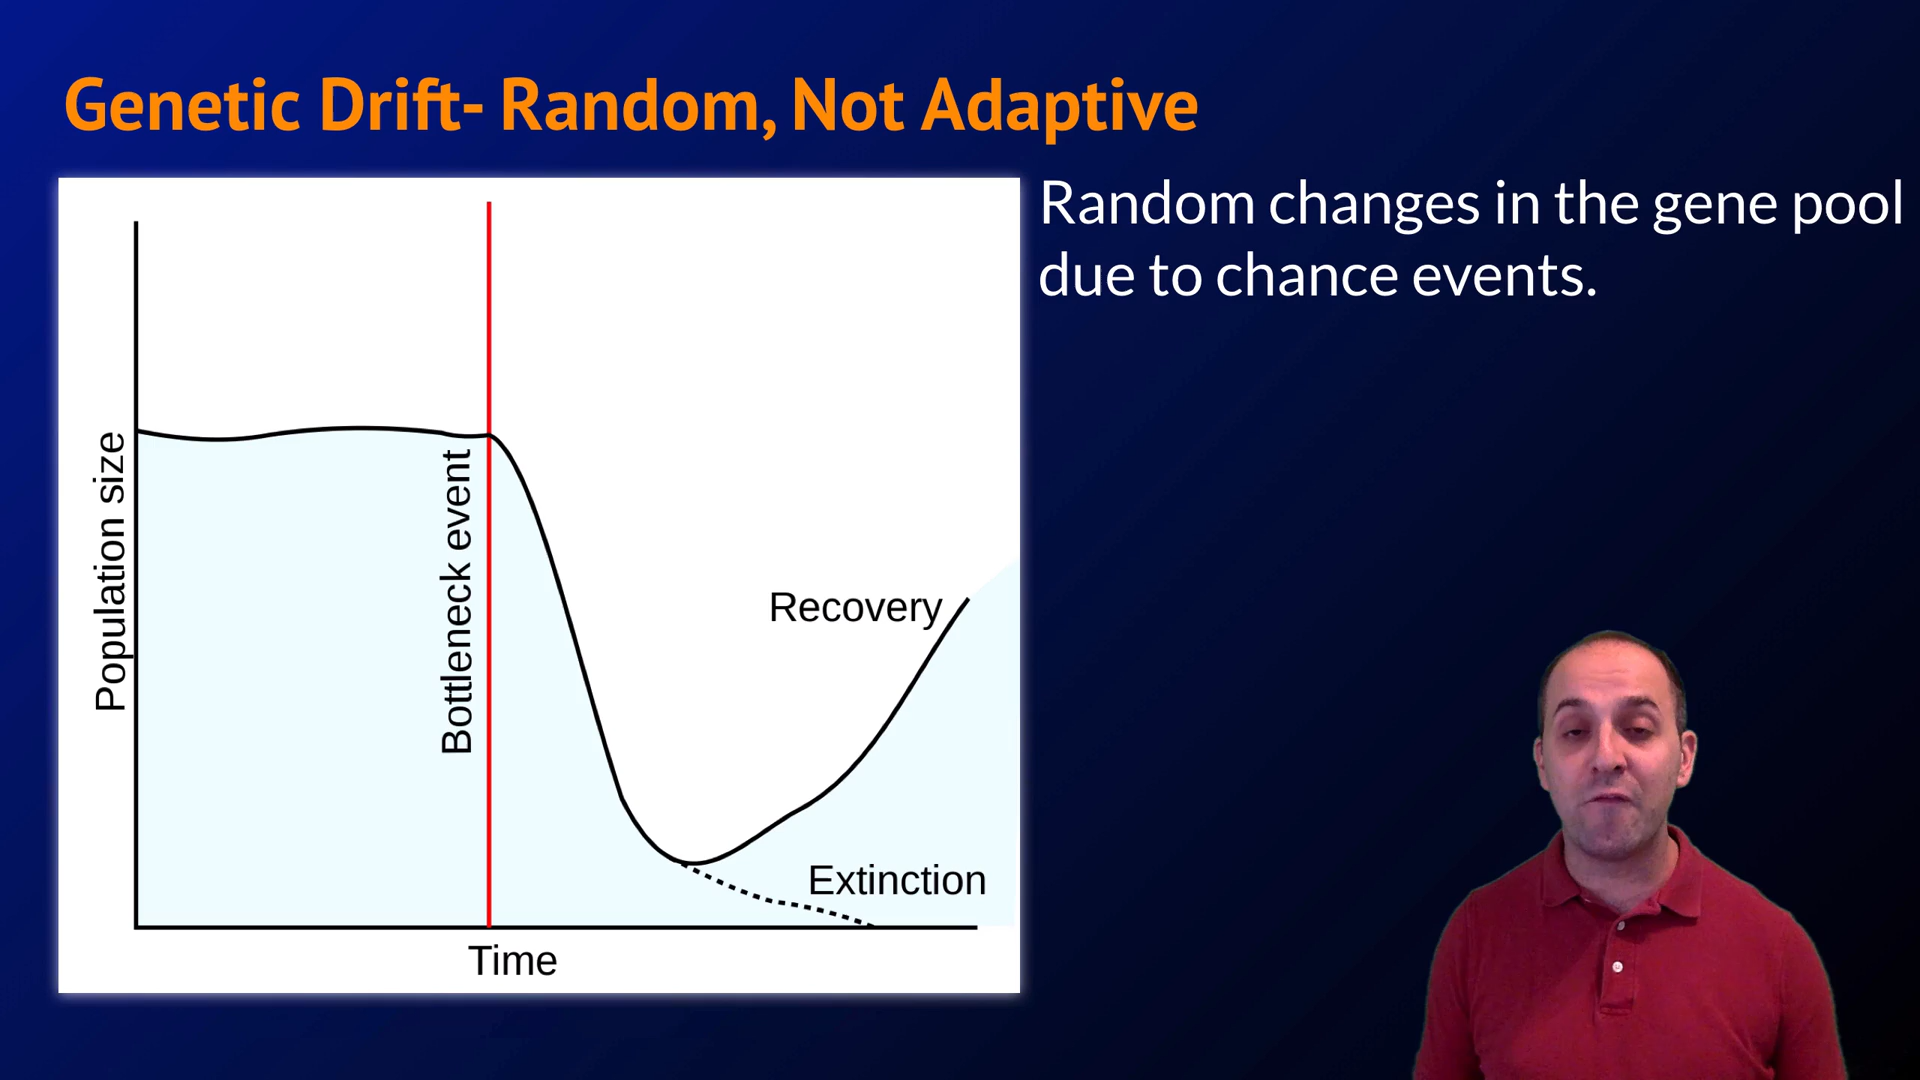 Genetic Drift- Random, Not Adaptive
Random changes in the gene pool
due to chance events.
Population size
Bottleneck event
Recovery
Extinction
Time